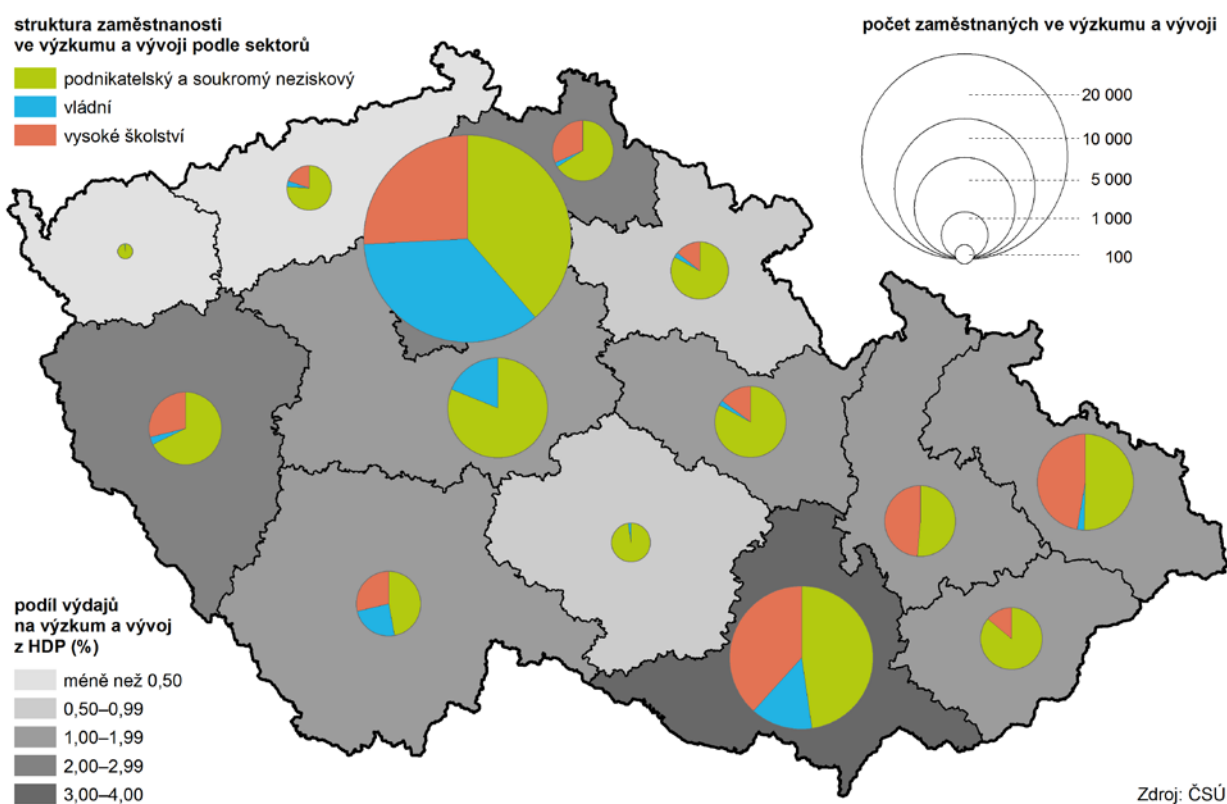 struktura zaměstnanosti
ve výzkumu a vývoji podle sektorů
podnikatelský a soukromý neziskový
vládní
vysoké školství
počet zaměstnaných ve výzkumu a vývoji
20 000
10 000
5 000
1 000
100
podíl výdajů
na výzkum a vývoj
z HDP (%)
méně než 0,50
0,50–0,99
1,00–1,99
2,00–2,99
3,00–4,00
Zdroj: ČSÚ